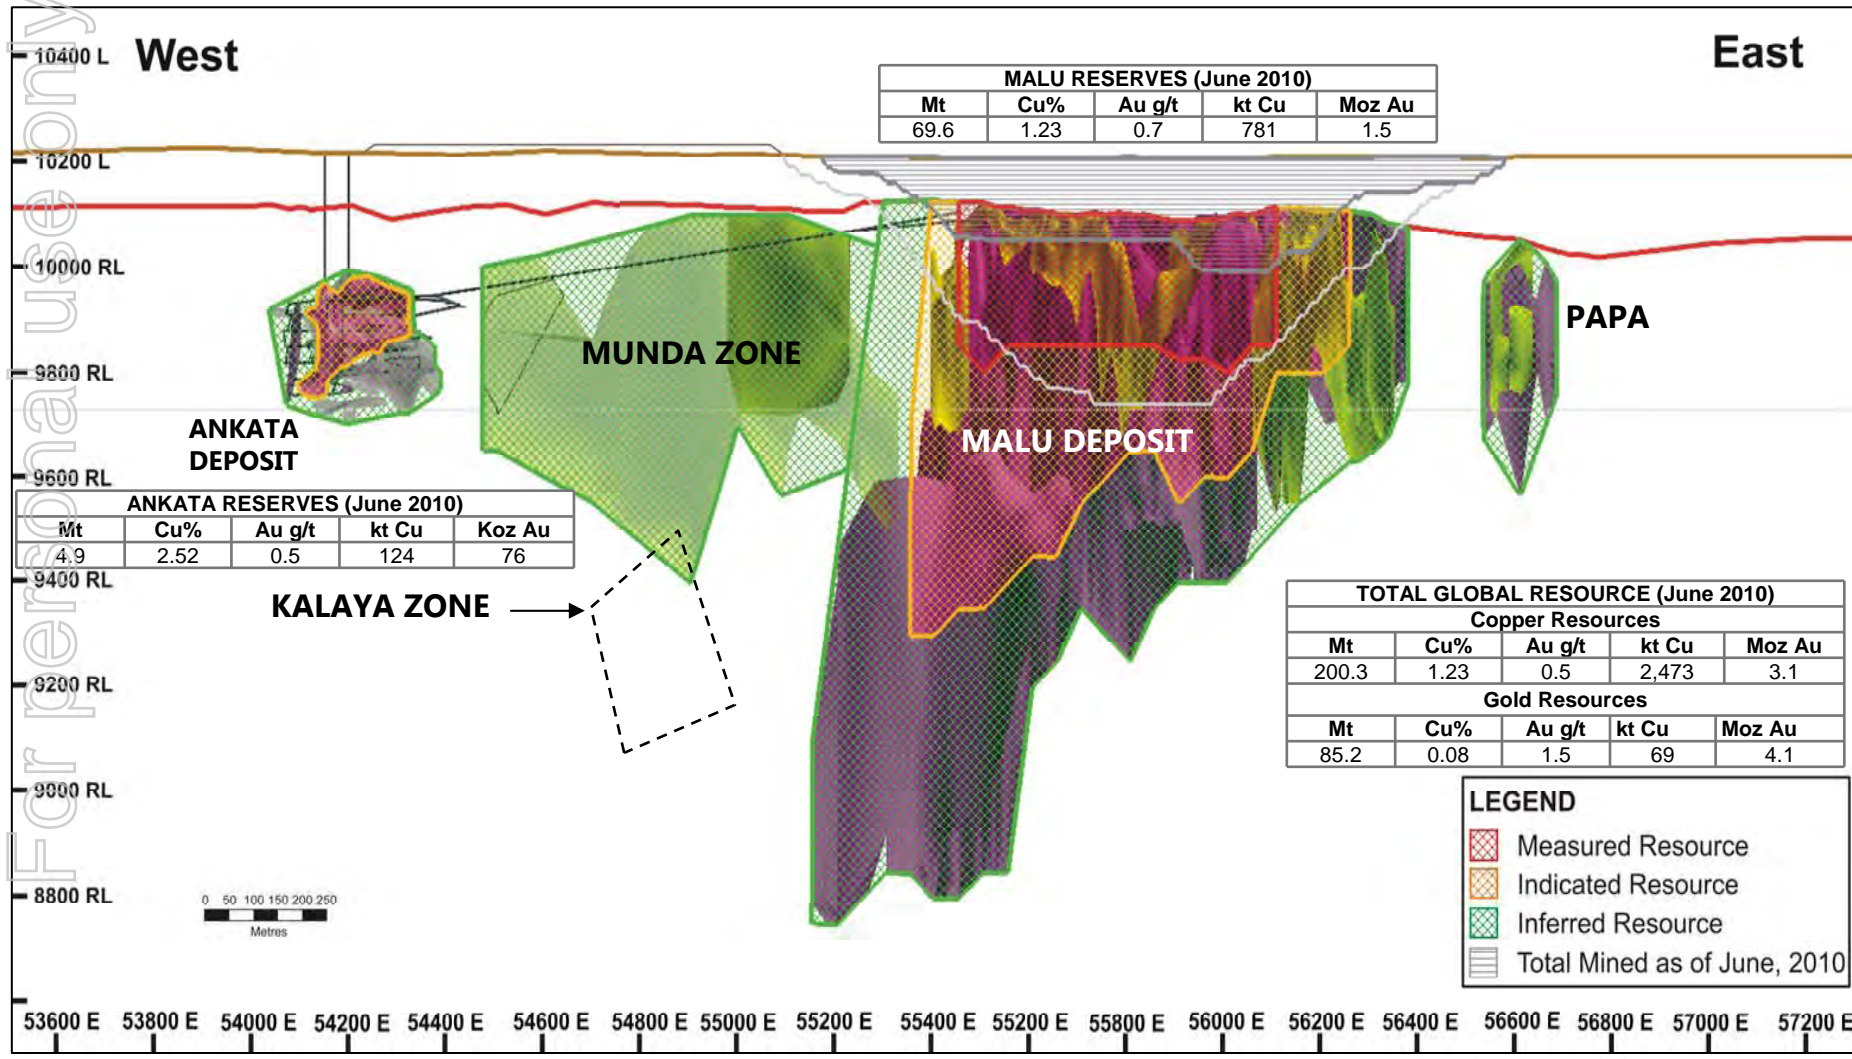 For personal use only
West
East
10400 L
10200 L
10000 RL
9800 RL
9600 RL
9400 RL
9200 RL
9000 RL
8800 RL
MALU RESERVES (June 2010)
Mt Cu% Au g/t kt Cu Moz Au
69.6 1.23 0.7 781 1.5
MUNDA ZONE
PAPA
MALU DEPOSIT
ANKATA
DEPOSIT
ANKATA RESERVES (June 2010)
Mt Cu% Au g/t kt Cu Koz Au
4.9 2.52 0.5 124 76
KALAYA ZONE
TOTAL GLOBAL RESOURCE (June 2010)
Copper Resources
Mt Cu% Au g/t kt Cu Moz Au
200.3 1.23 0.5 2,473 3.1
Gold Resources
Mt Cu% Au g/t kt Cu Moz Au
85.2 0.08 1.5 69 4.1
LEGEND
Measured Resource
Indicated Resource
Inferred Resource
Total Mined as of June, 2010
0 50 100 150 200 250
Metres
53600 E 53800 E 54000 E 54200 E 54400 E 54600 E 54800 E 55000 E 55200 E 55400 E 55200 E 55800 E 56000 E 56200 E 56400 E 56600 E 56800 E 57000 E 57200 E